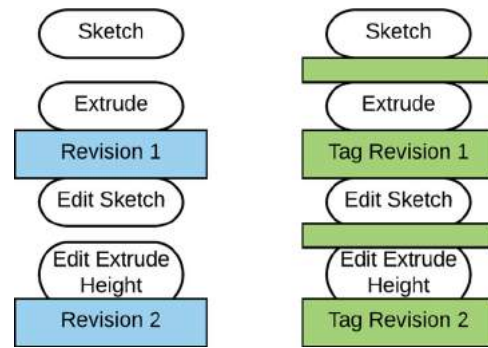 Sketch
Extrude
Revision 1
Edit Sketch
Edit Extrude
Height
Revision 2
Sketch
Extrude
Tag Revision 1
Edit Sketch
Edit Extrude
Height
Tag Revision 2